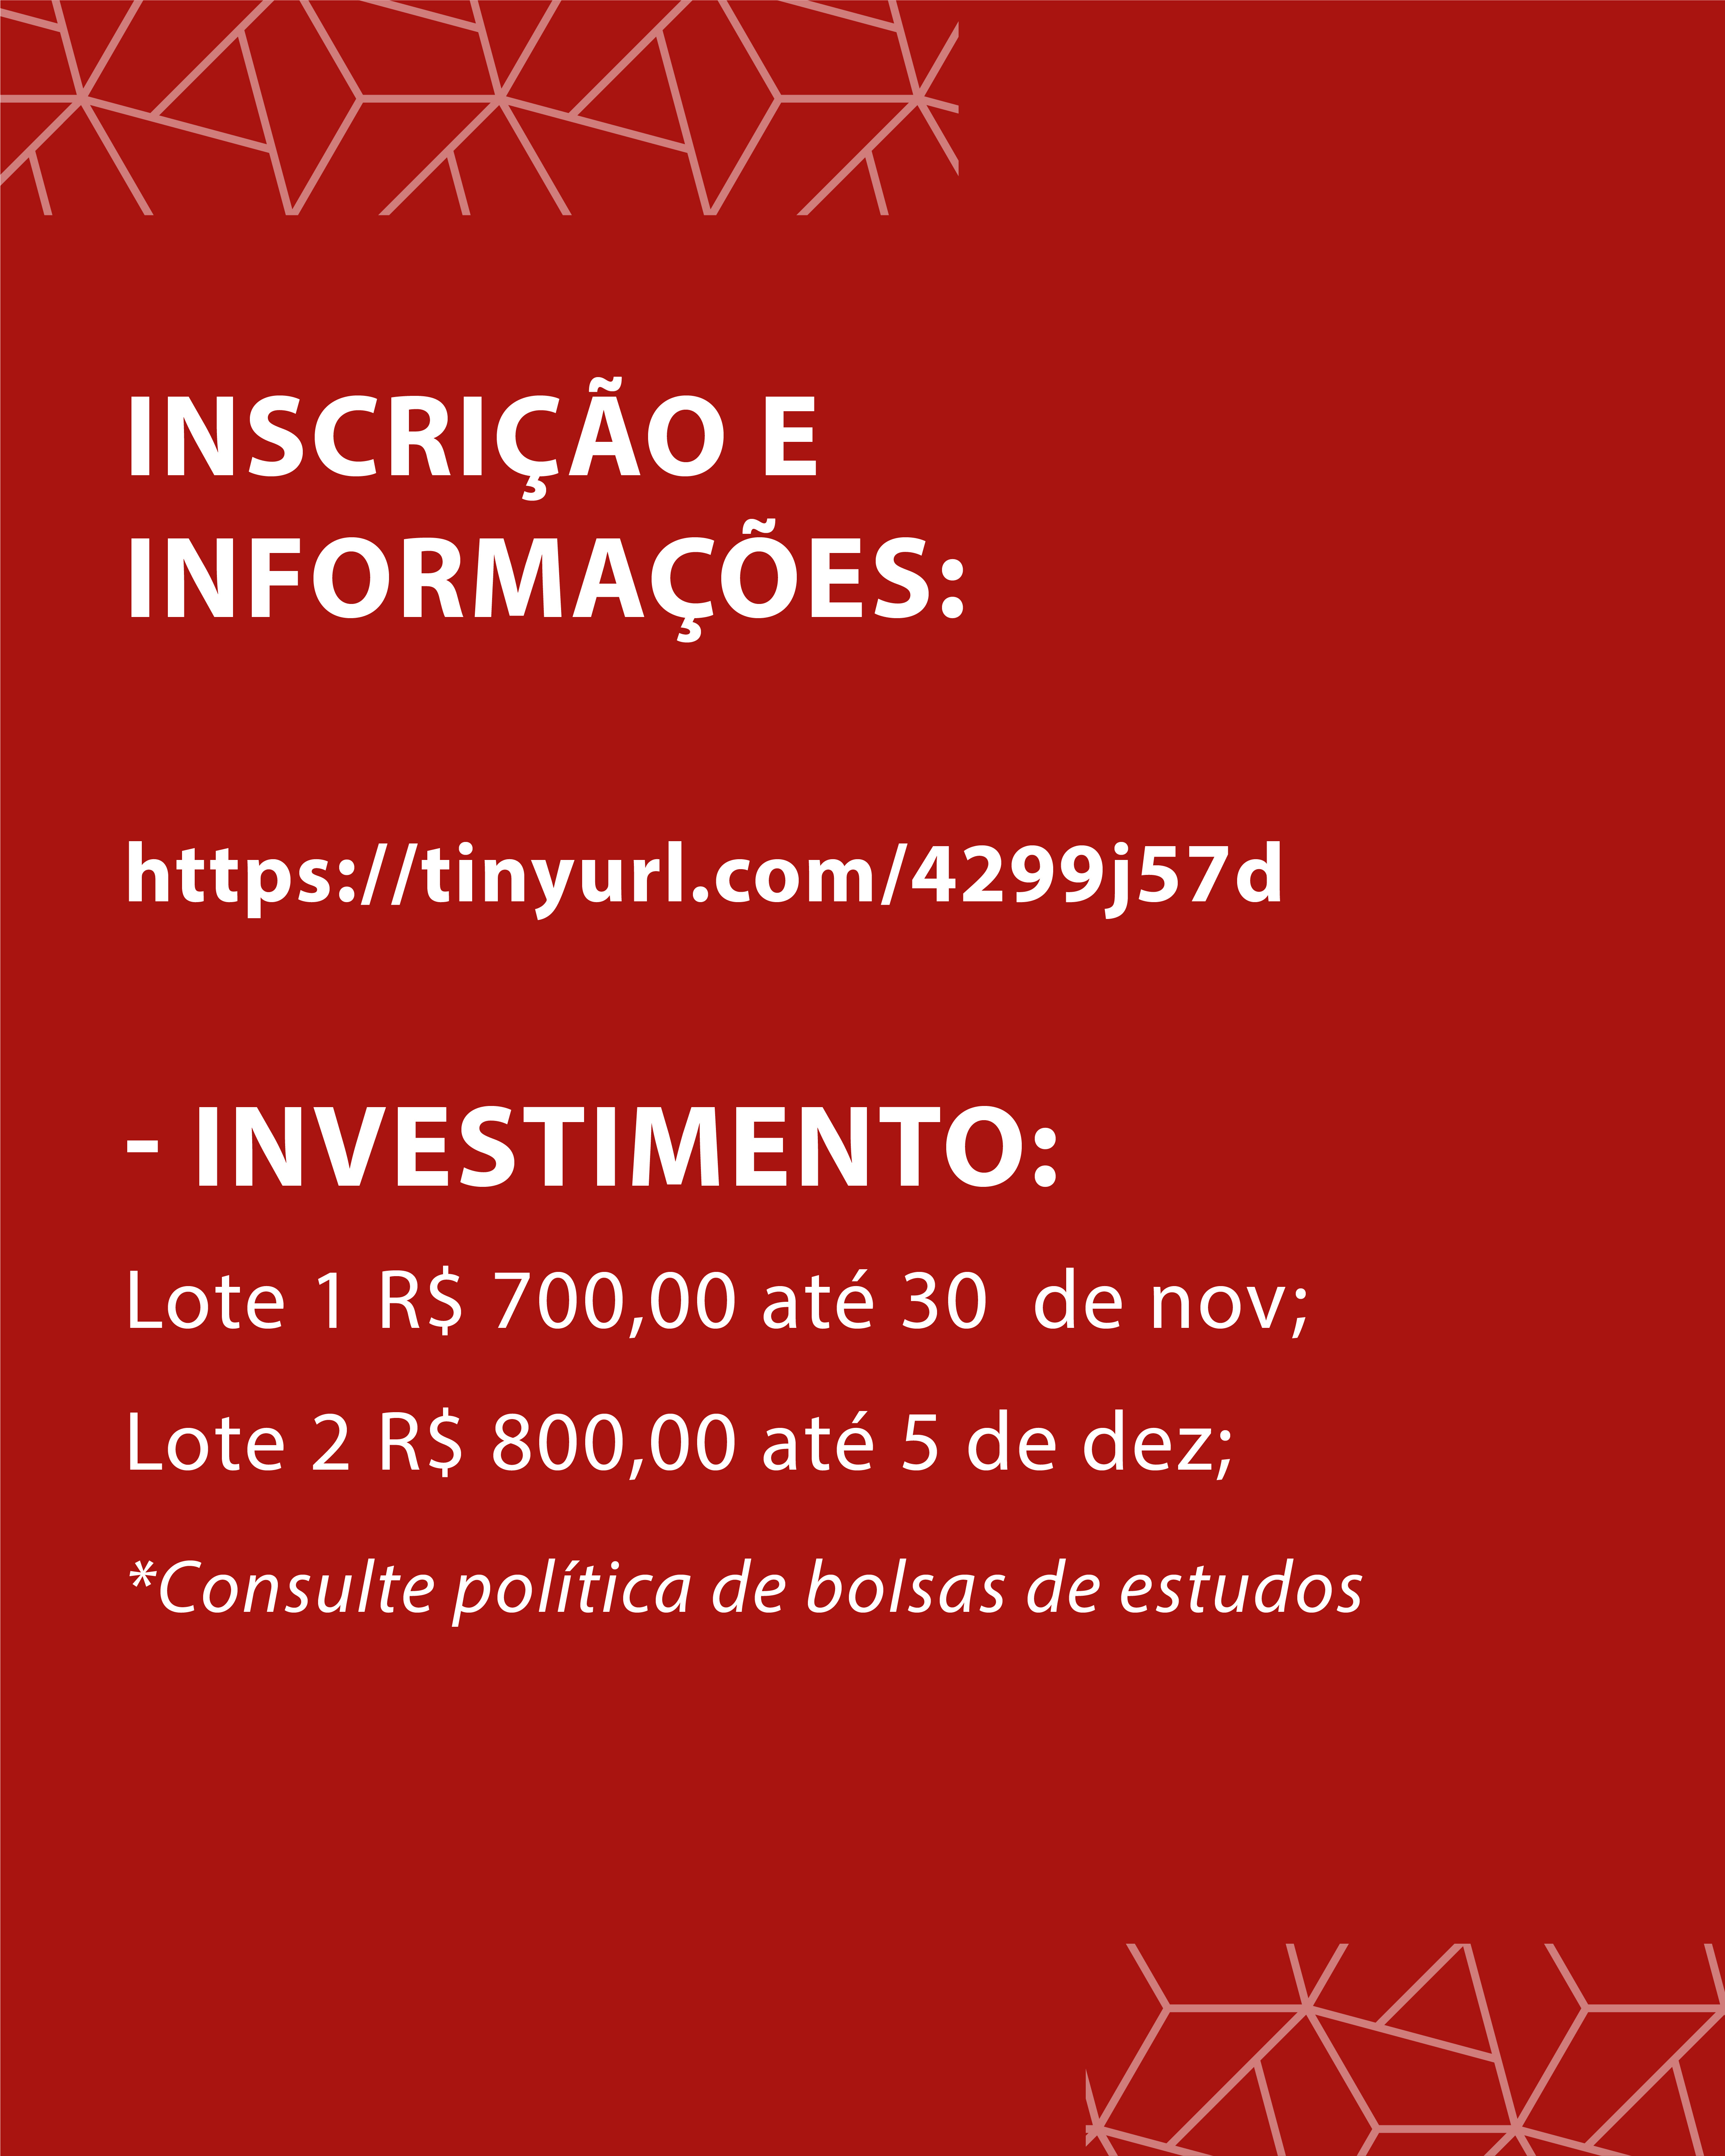 INSCRIÇÃO E
INFORMAÇÕES:
https://tinyurl.com/4299j57d
- INVESTIMENTO:
Lote 1 R$ 700,00 até 30 de nov;
Lote 2 R$ 800,00 até 5 de dez;
*Consulte política de bolsas de estudos